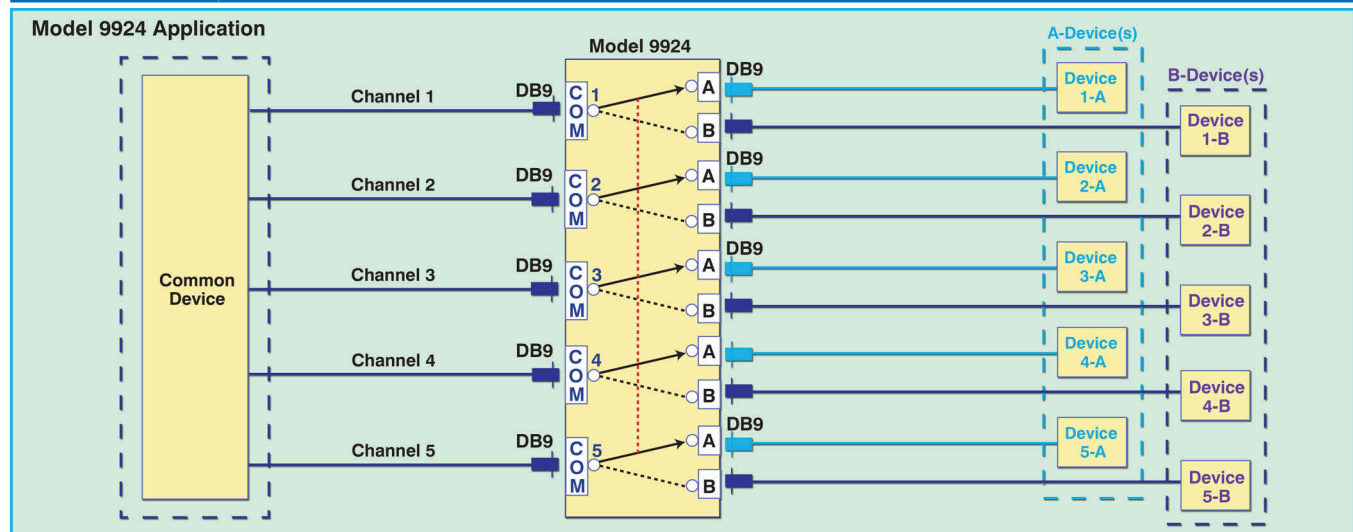 Model 9924 Application
Common
Device
Channel 1
Channel 2
Channel 3
Channel 4
Channel 5
DB9
DB9
DB9
DB9
DB9
Model 9924
COM
1
A
B
COM
2
A
B
COM
3
A
B
COM
4
A
B
COM
5
A
B
DB9
DB9
DB9
DB9
DB9
A-Device(s)
Device
1-A
Device
2-A
Device
3-A
Device
4-A
Device
5-A
B-Device(s)
Device
1-B
Device
2-B
Device
3-B
Device
4-B
Device
5-B